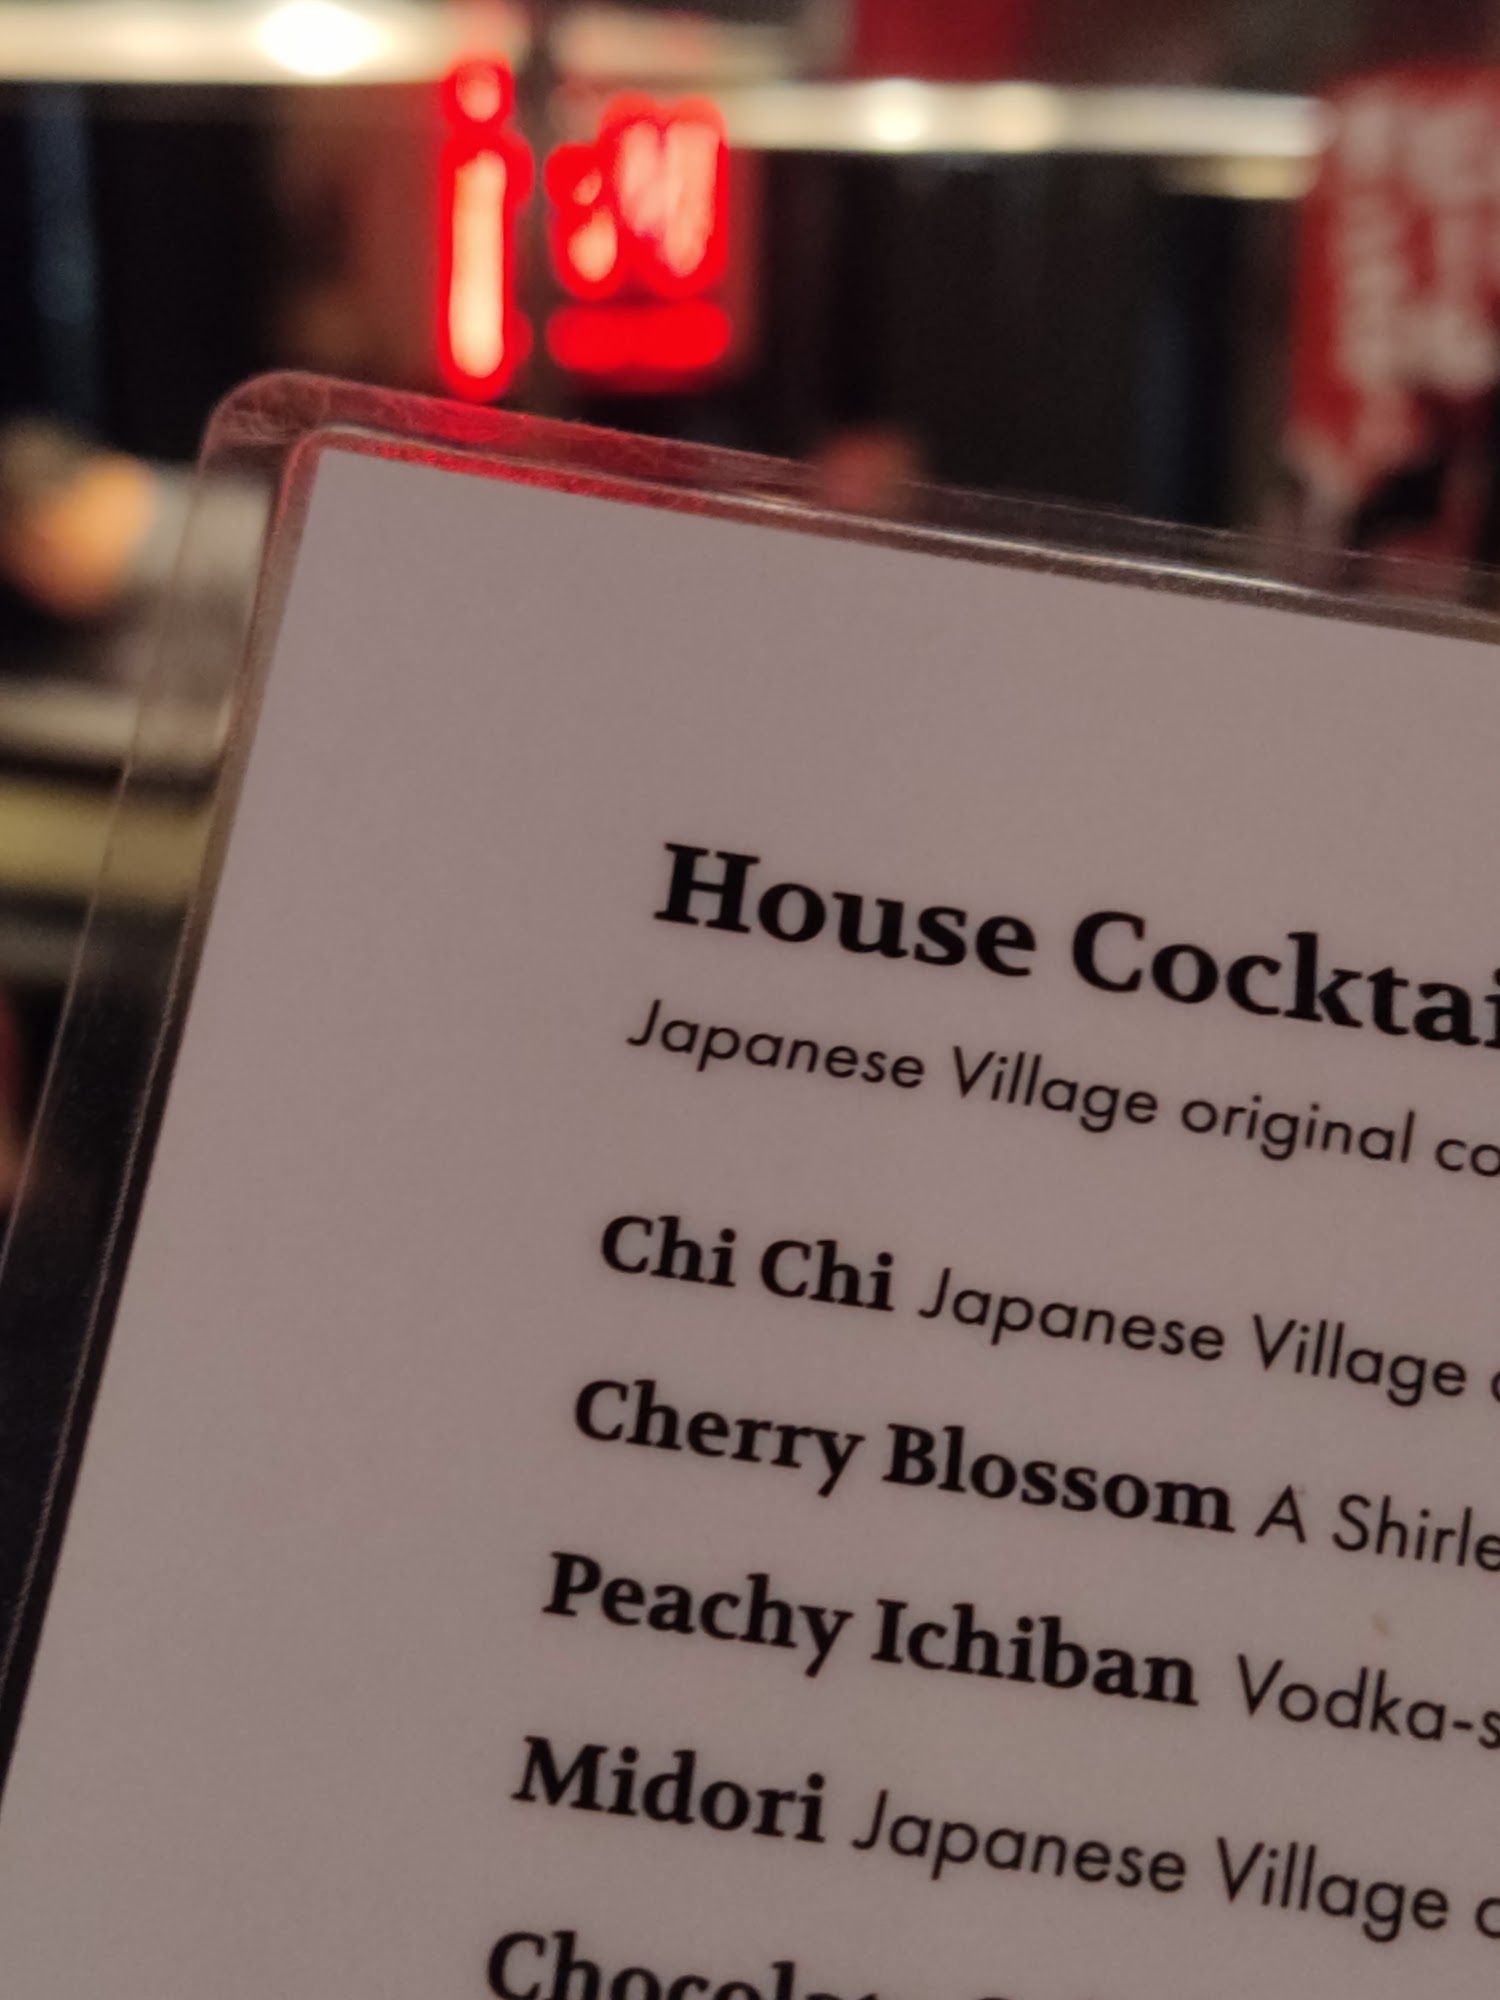 House Cocktai
Japanese Village original co
Chi Chi Japanese Village
Cherry Blossom A Shirle
Peachy Ichiban Vodka-s
Midori Japanese Village